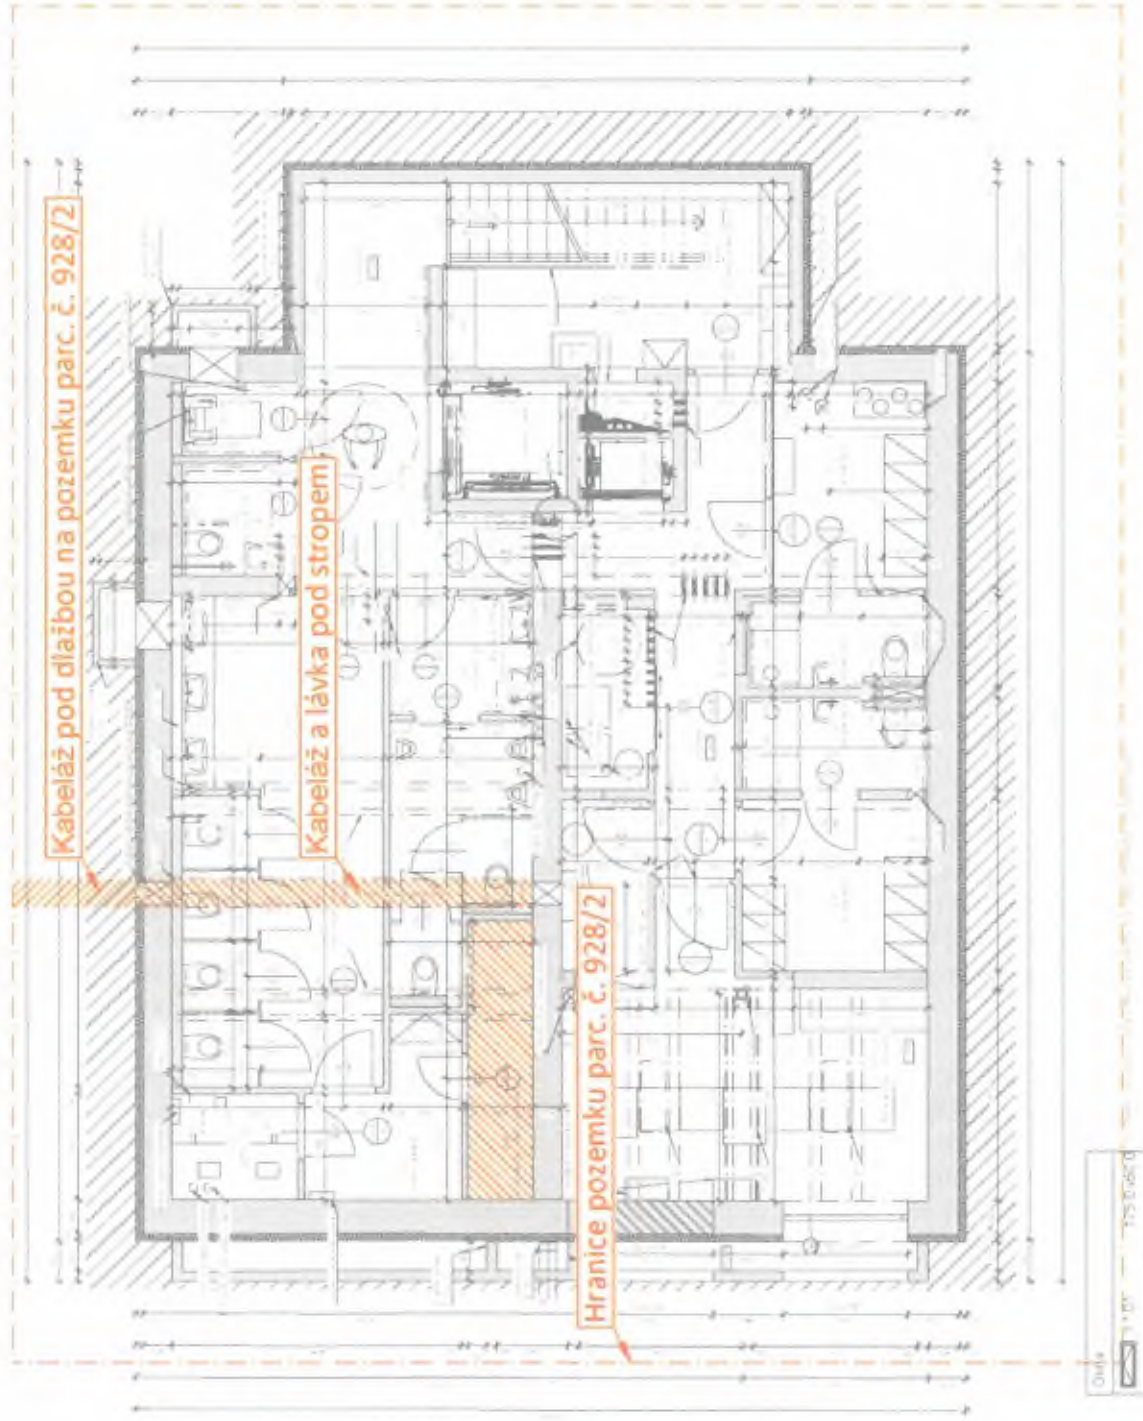 Kabeláž pod dlažbou na pozemku parc. č. 928/2
Kabeláž a lávka pod stropem
Hranice pozemku parc. č. 928/2